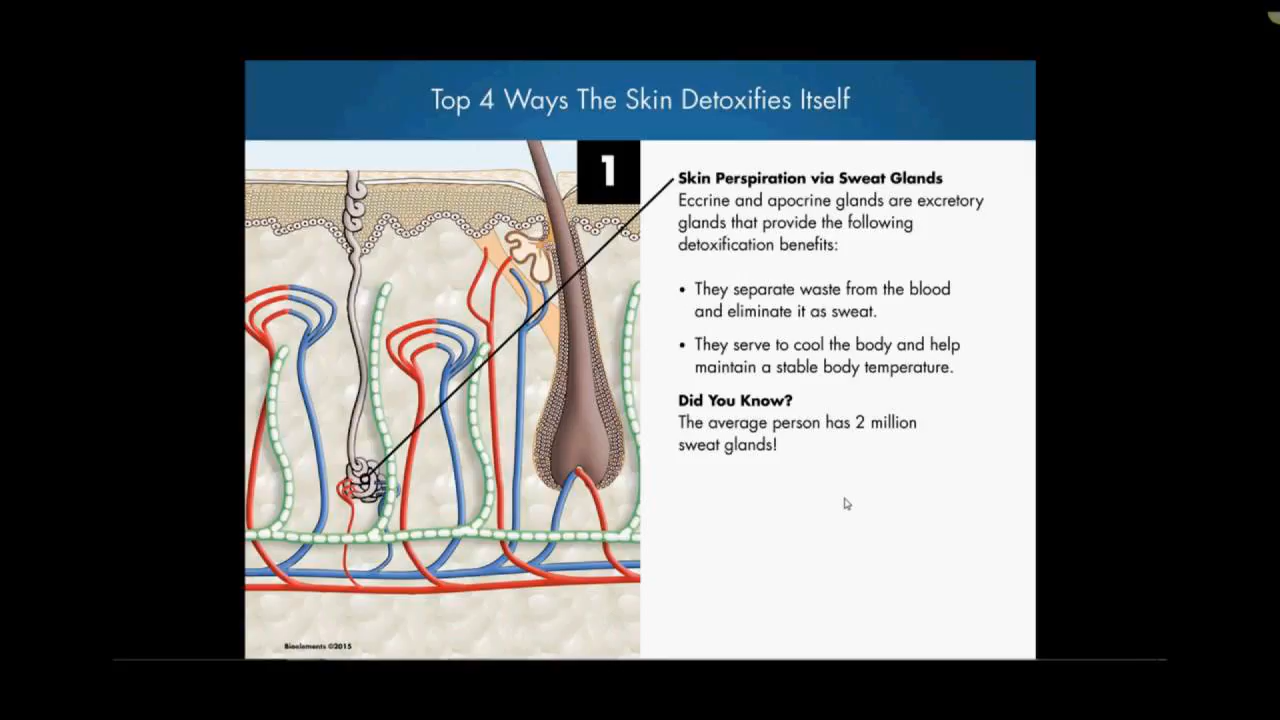 Top 4 Ways The Skin Detoxifies Itself
1
Skin Perspiration via Sweat Glands
Eccrine and apocrine glands are excretory
glands that provide the following
detoxification benefits:
• They separate waste from the blood
and eliminate it as sweat.
• They serve to cool the body and help
maintain a stable body temperature.
Did You Know?
The average person has 2 million
sweat glands!
Bioelements ©2015